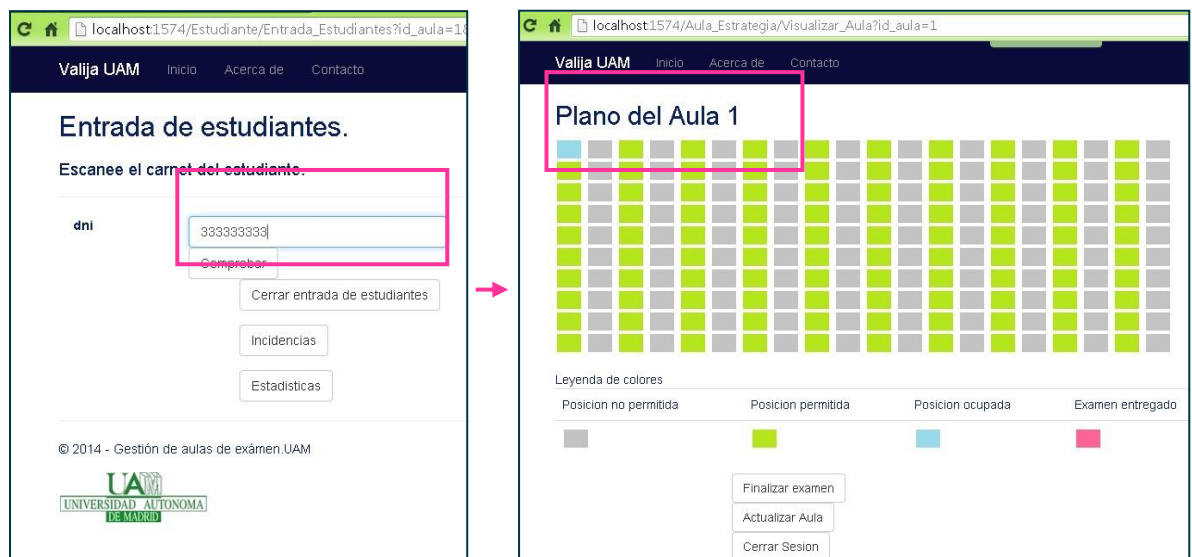 localhost:1574/Estudiante/Entrada_Estudiantes?id_aula=1&
Valija UAM Inicio Acerca de Contacto
Entrada de estudiantes.
Escanee el carnet del estudiante.
dni
333333333
Comprobar
Cerrar entrada de estudiantes
Incidencias
Estadisticas
© 2014 - Gestión de aulas de exámen.UAM
UAM
UNIVERSIDAD AUTONOMA
DE MADRID
localhost:1574/Aula_Estrategia/Visualizar_Aula?id_aula=1
Valija UAM Inicio Acerca de Contacto
Plano del Aula 1
Leyenda de colores
Posicion no permitida Posicion permitida Posicion ocupada Examen entregado
Finalizar examen
Actualizar Aula
Cerrar Sesion